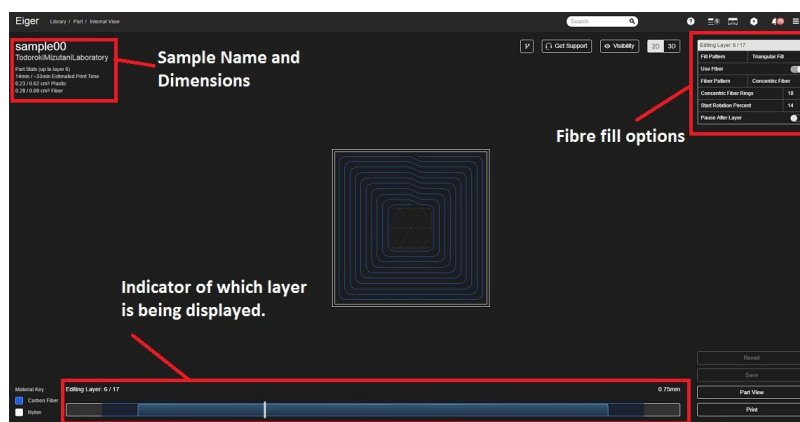 Eiger Library / Part / Internal View
Search
sample00
TodorokiMizutaniLaboratory
Part Stats (up to layer 6)
14min / ~33min Estimated Print Time
0.23 / 0.62 cm³ Plastic
0.28 / 0.88 cm³ Fiber
Sample Name and
Dimensions
Get Support
Visibility
2D 3D
Editing Layer: 6 / 17
Fill Pattern Triangular Fill
Use Fiber
Fiber Pattern Concentric Fiber
Concentric Fiber Rings 10
Start Rotation Percent 14
Pause After Layer
Fibre fill options
Indicator of which layer
is being displayed.
Revert
Save
Part View
Print
Material Key
Carbon Fiber
Nylon
Editing Layer: 6 / 17 0.75mm